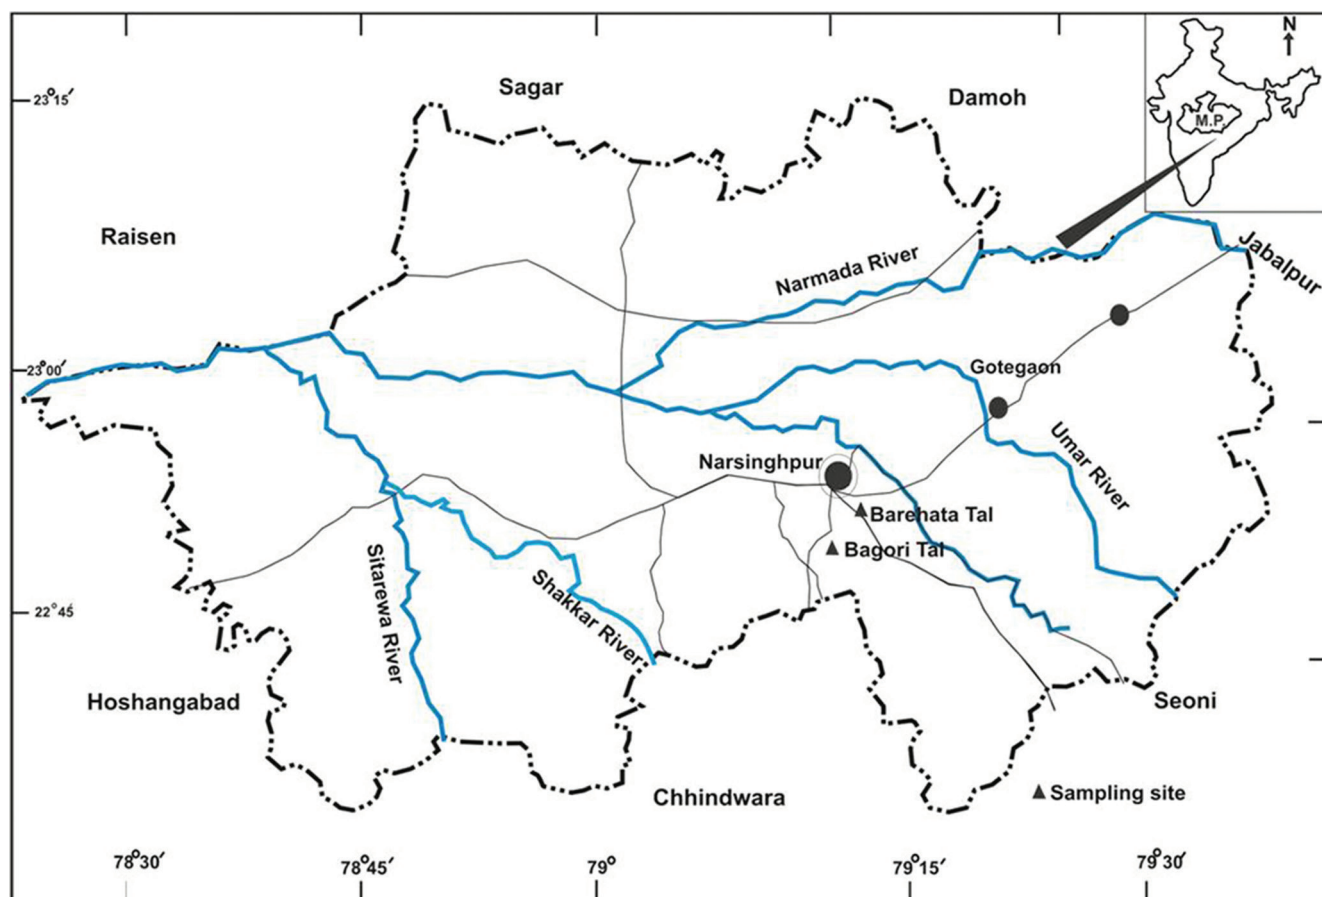 N
Sagar
Damoh
23°15′
M.P.
Raisen
Jabalpur
Narmada River
23°00′
Gotegaon
Umar River
Narsinghpur
Barehata Tal
Bagori Tal
Sitarewa River
Shakkar River
22°45
Hoshangabad
Seoni
Chhindwara
Sampling site
78°30′
78°45′
79°
79°15′
79°30′